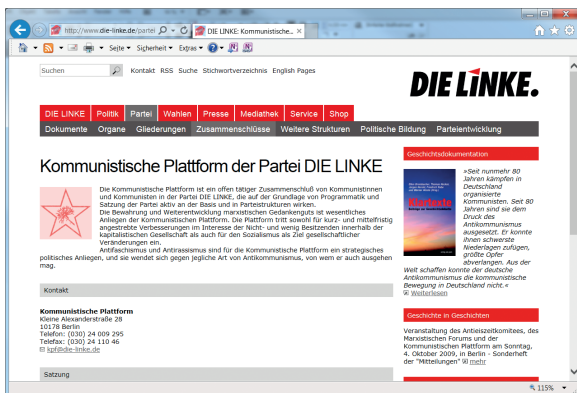 http://www.die-linke.de/partei
DIE LINKE: Kommunistische... ×
Seite Sicherheit Extras
Suchen Kontakt RSS Suche Stichwortverzeichnis English Pages
DIE LINKE.
DIE LINKE Politik Partei Wahlen Presse Mediathek Service Shop
Dokumente Organe Gliederungen Zusammenschlüsse Weitere Strukturen Politische Bildung Parteientwicklung
Kommunistische Plattform der Partei DIE LINKE
Die Kommunistische Plattform ist ein offen tätiger Zusammenschluß von Kommunistinnen
und Kommunisten in der Partei DIE LINKE, die auf der Grundlage von Programmatik und
Satzung der Partei aktiv an der Basis und in Parteistrukturen wirken.
Die Bewahrung und Weiterentwicklung marxistischen Gedankenguts ist wesentliches
Anliegen der Kommunistischen Plattform. Die Plattform tritt sowohl für kurz- und mittelfristig
angestrebte Verbesserungen im Interesse der Nicht- und wenig Besitzenden innerhalb der
kapitalistischen Gesellschaft als auch für den Sozialismus als Ziel gesellschaftlicher
Veränderungen ein.
Antifaschismus und Antirassismus sind für die Kommunistische Plattform ein strategisches
politisches Anliegen, und sie wendet sich gegen jegliche Art von Antikommunismus, von wem er auch ausgehen
mag.
Kontakt
Kommunistische Plattform
Kleine Alexanderstraße 28
10178 Berlin
Telefon: (030) 24 009 295
Telefax: (030) 24 110 46
kpf@die-linke.de
Satzung
Geschichtsdokumentation
Klartexte
»Seit nunmehr 80
Jahren kämpfen in
Deutschland
organisierte
Kommunisten. Seit 80
Jahren sind sie dem
Druck des
Antikommunismus
ausgesetzt. Er konnte
ihnen schwerste
Niederlagen zufügen,
größte Opfer
abverlangen. Aus der
Welt schaffen konnte der deutsche
Antikommunismus die kommunistische
Bewegung in Deutschland nicht.«
Weiterlesen
Geschichte in Geschichten
Veranstaltung des Antieiszeitkomitees, des
Marxistischen Forums und der
Kommunistischen Plattform am Sonntag,
4. Oktober 2009, in Berlin - Sonderheft
der "Mitteilungen" mehr
115%